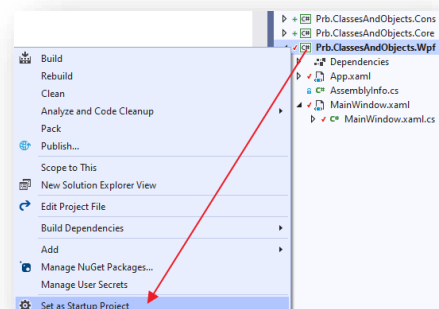 Prb.ClassesAndObjects.Cons
Prb.ClassesAndObjects.Core
Prb.ClassesAndObjects.Wpf
Dependencies
App.xaml
AssemblyInfo.cs
MainWindow.xaml
MainWindow.xaml.cs
Build
Rebuild
Clean
Analyze and Code Cleanup
Pack
Publish...
Scope to This
New Solution Explorer View
Edit Project File
Build Dependencies
Add
Manage NuGet Packages...
Manage User Secrets
Set as Startup Project